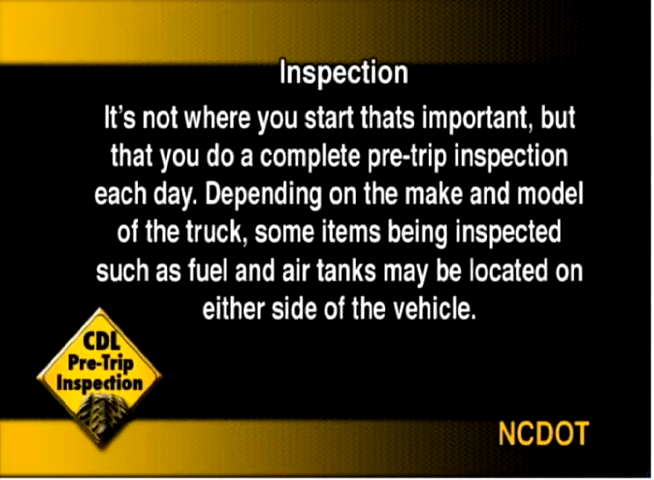 Inspection
It's not where you start thats important, but
that you do a complete pre-trip inspection
each day. Depending on the make and model
of the truck, some items being inspected
such as fuel and air tanks may be located on
either side of the vehicle.
CDL
Pre-Trip
Inspection
NCDOT